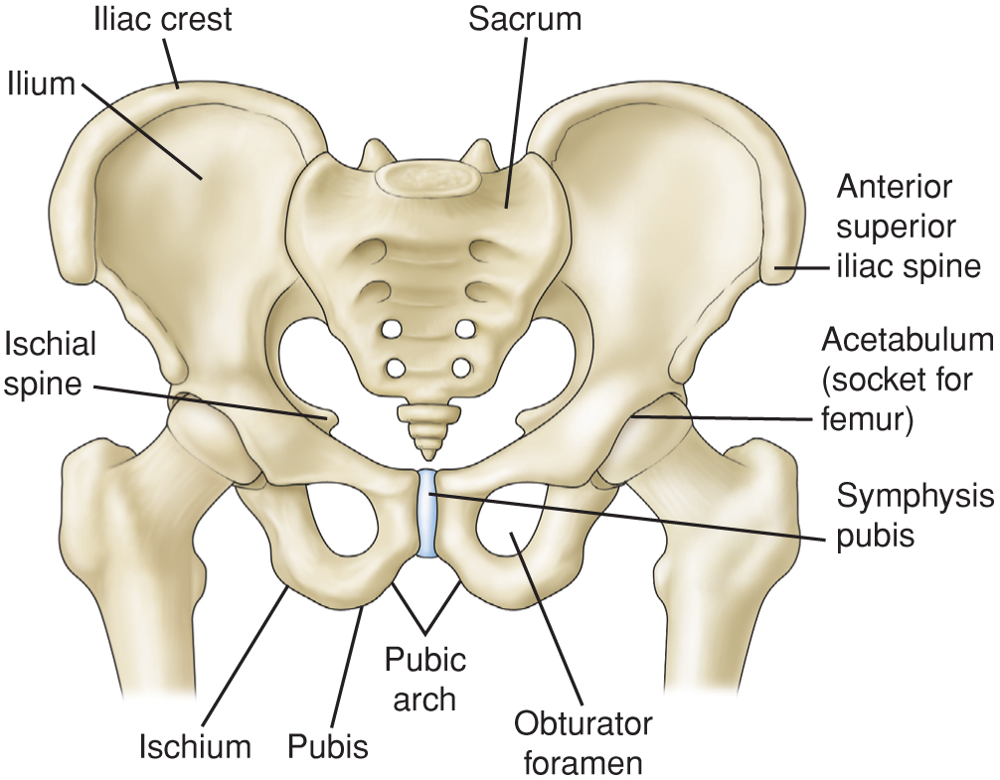 Iliac crest
Sacrum
Ilium
Anterior
superior
iliac spine
Ischial
spine
Acetabulum
(socket for
femur)
Symphysis
pubis
Pubic
arch
Ischium
Pubis
Obturator
foramen